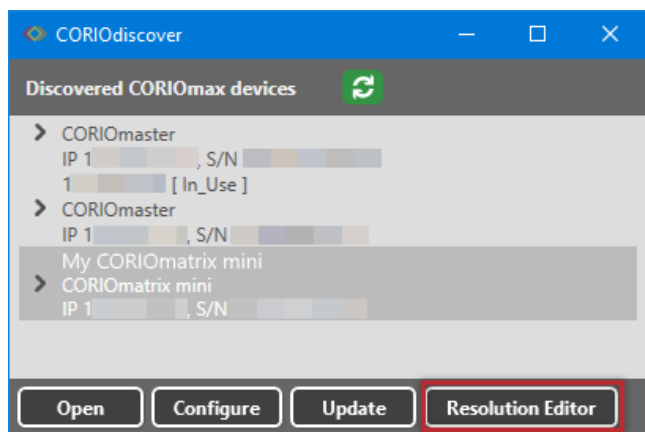 CORIOdiscover
Discovered CORIOmax devices
CORIOmaster
IP 1 , S/N
1 [ In_Use ]
CORIOmaster
IP 1 , S/N
My CORIOmatrix mini
CORIOmatrix mini
IP 1 , S/N
Open Configure Update Resolution Editor